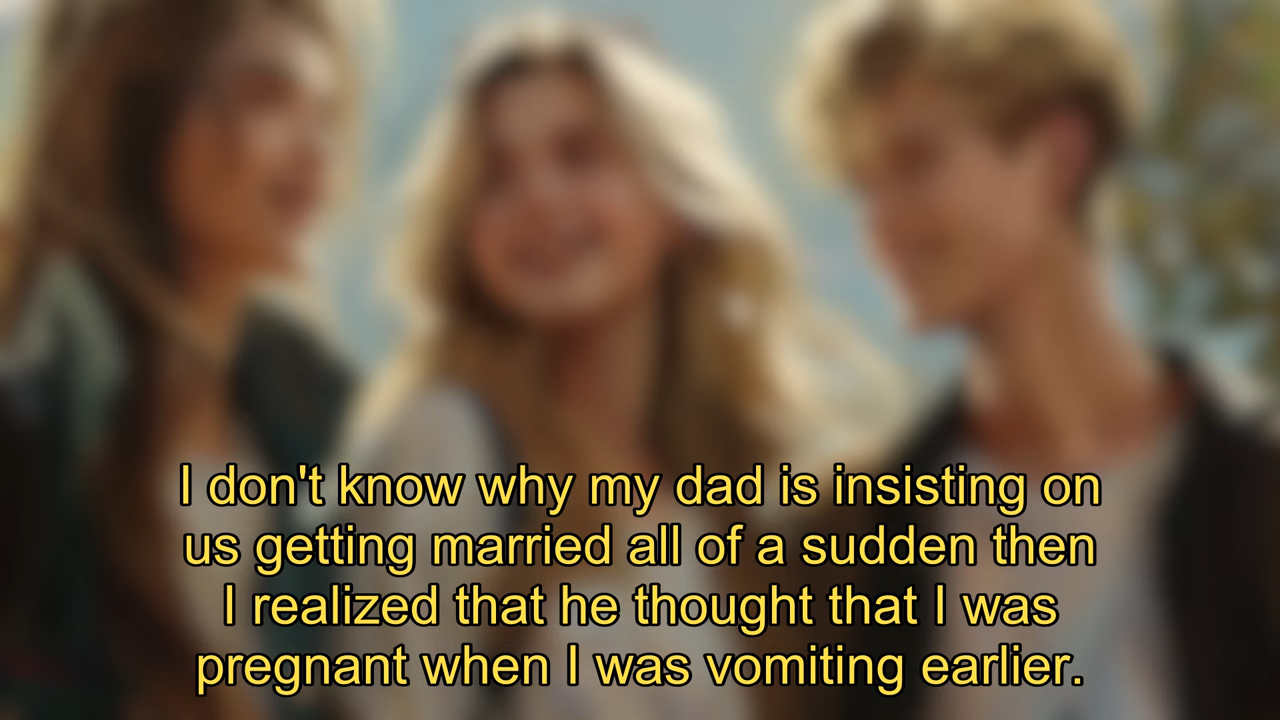 I don't know why my dad is insisting on
us getting married all of a sudden then
I realized that he thought that I was
pregnant when I was vomiting earlier.